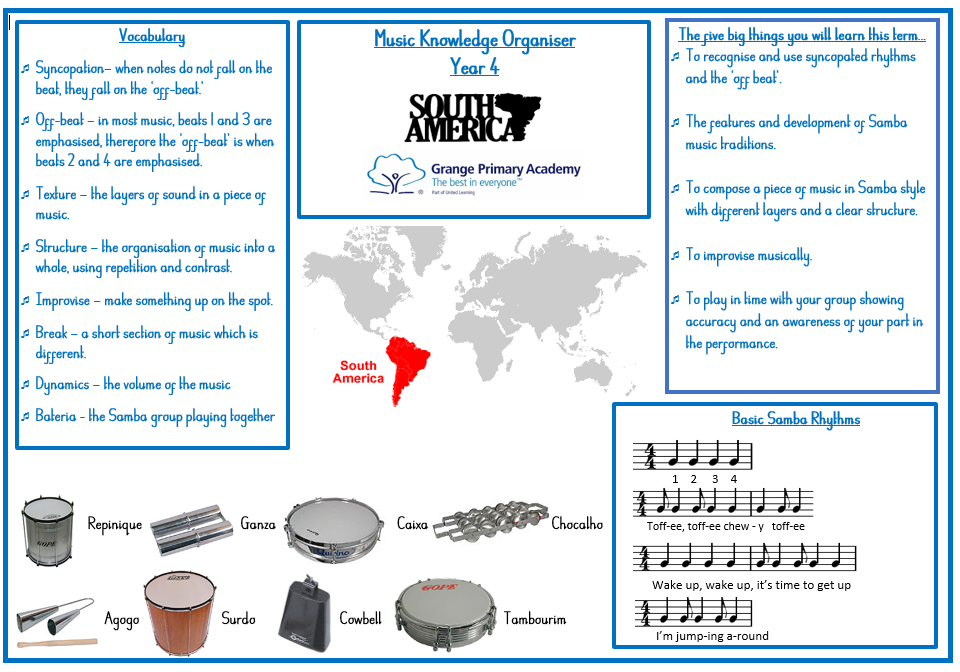 Vocabulary
Syncopation– when notes do not fall on the
beat, they fall on the ‘off-beat.’
Off-beat – in most music, beats 1 and 3 are
emphasised, therefore the ‘off-beat’ is when
beats 2 and 4 are emphasised.
Texture – the layers of sound in a piece of
music.
Structure – the organisation of music into a
whole, using repetition and contrast.
Improvise – make something up on the spot.
Break – a short section of music which is
different.
Dynamics – the volume of the music
Bateria - the Samba group playing together
Music Knowledge Organiser
Year 4
SOUTH
AMERICA
Grange Primary Academy
The best in everyone™
Part of United Learning
South
America
The five big things you will learn this term…
To recognise and use syncopated rhythms
and the ‘off beat’.
The features and development of Samba
music traditions.
To compose a piece of music in Samba style
with different layers and a clear structure.
To improvise musically.
To play in time with your group showing
accuracy and an awareness of your part in
the performance.
Basic Samba Rhythms
1 2 3 4
Toff-ee, toff-ee chew - y toffee
Wake up, wake up, it’s time to get up
I’m jump-ing a-round
GOPE
Repinique
Ganza
Caixa
Chocalho
Agogo
Surdo
Cowbell
GOPE
Tambourim